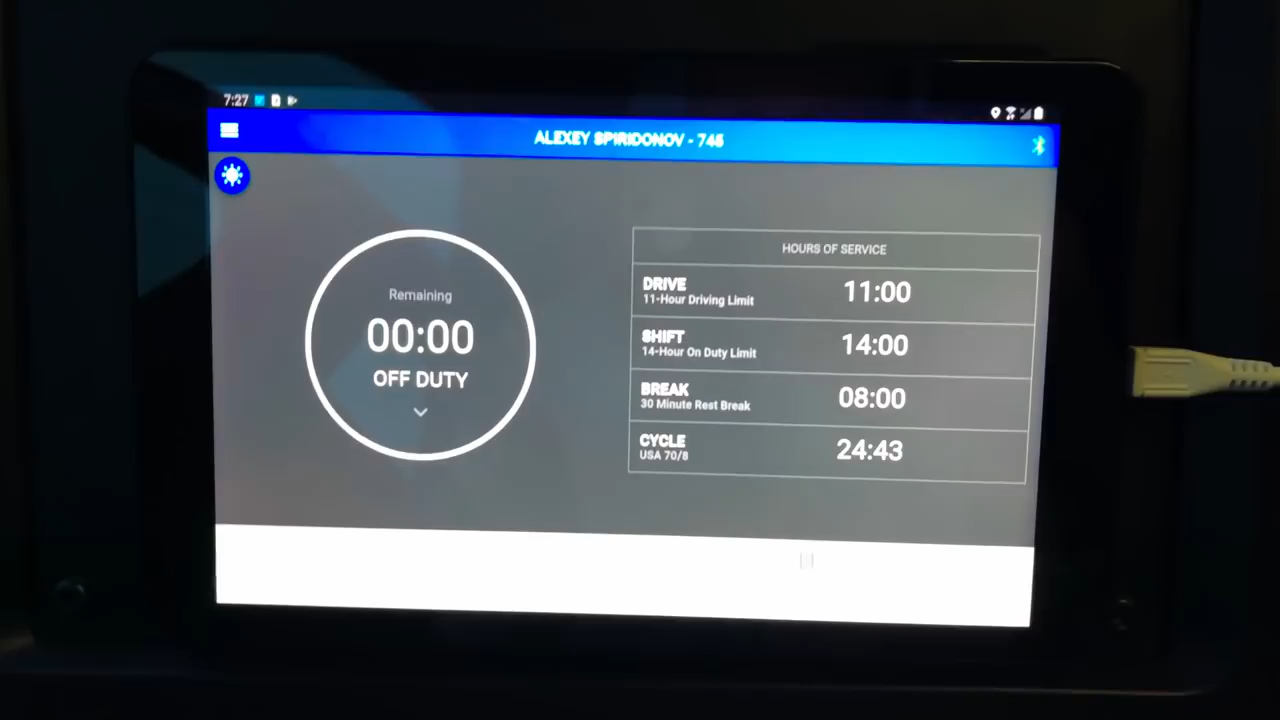 7:27
ALEXEY SPIRIDONOV - 745
Remaining
00:00
OFF DUTY
HOURS OF SERVICE
DRIVE 11:00
11-Hour Driving Limit
SHIFT 14:00
14-Hour On Duty Limit
BREAK 08:00
30 Minute Rest Break
CYCLE 24:43
USA 70/8